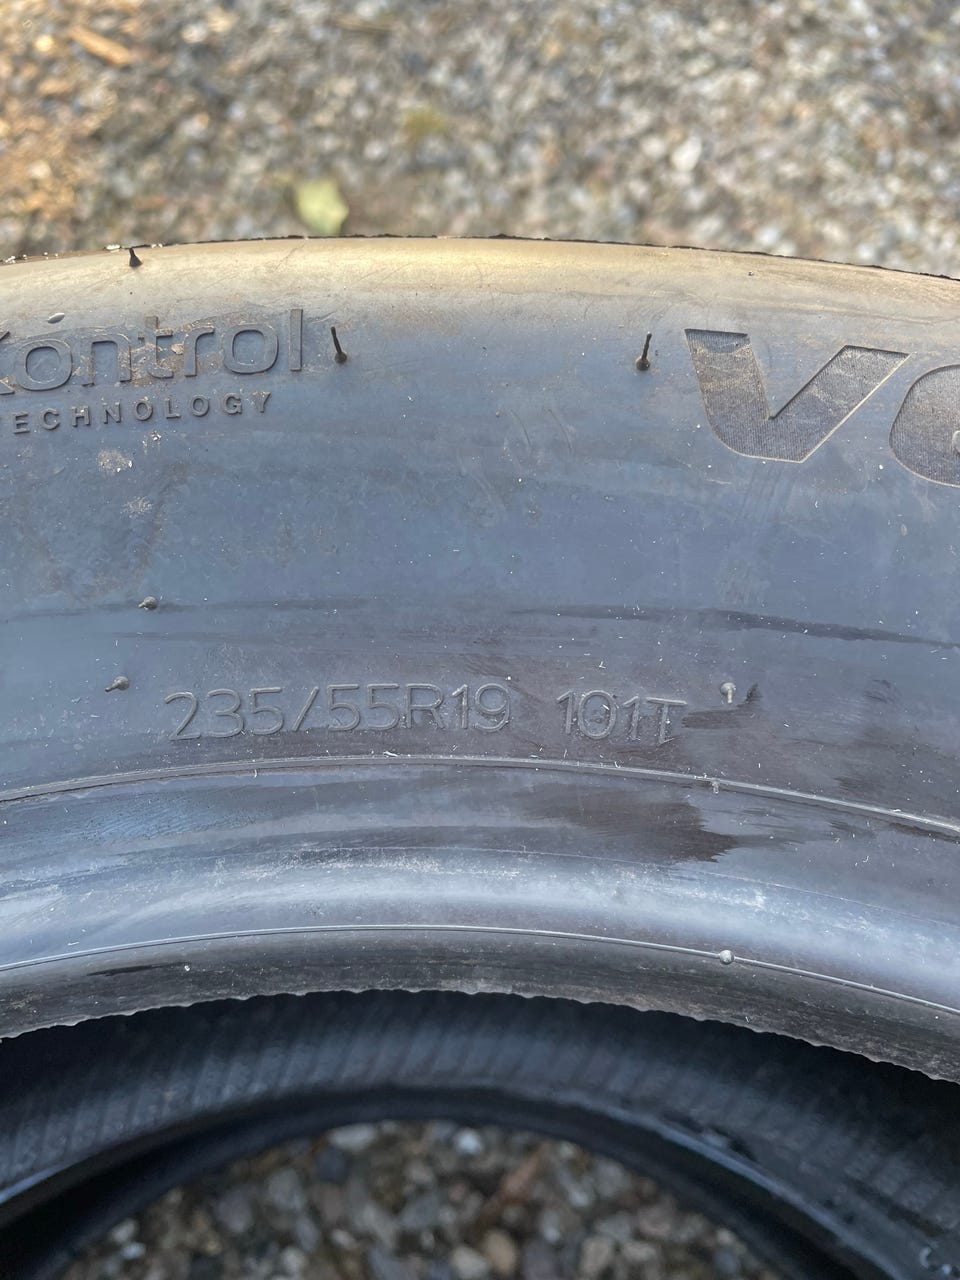 Kontrol
TECHNOLOGY
235/55R19 101T